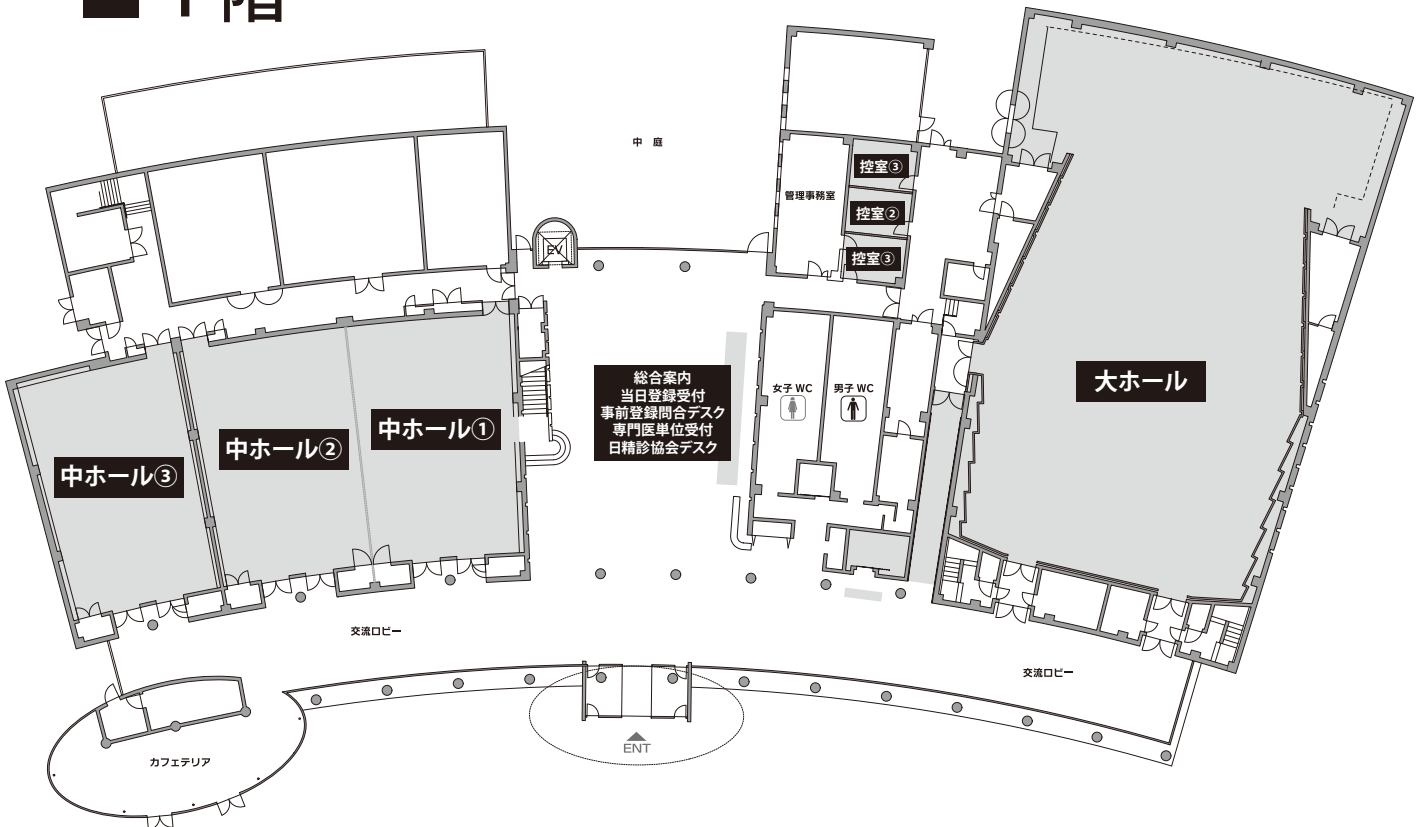 ■1階
中 庭
控室③
管理事務室
控室②
控室③
EV
総合案内
当日登録受付
事前登録問合デスク
専門医単位受付
日精診協会デスク
女子 WC
男子 WC
大ホール
中ホール①
中ホール②
中ホール③
交流ロビー
交流ロビー
ENT
カフェテリア